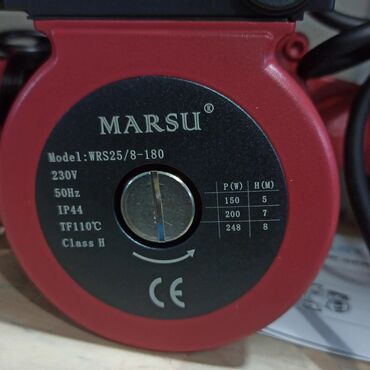 MARSU®
Model:WRS25/8-180
230V
50Hz
IP44
TF110℃
Class H
P(W) H(M)
150 5
200 7
248 8
CE